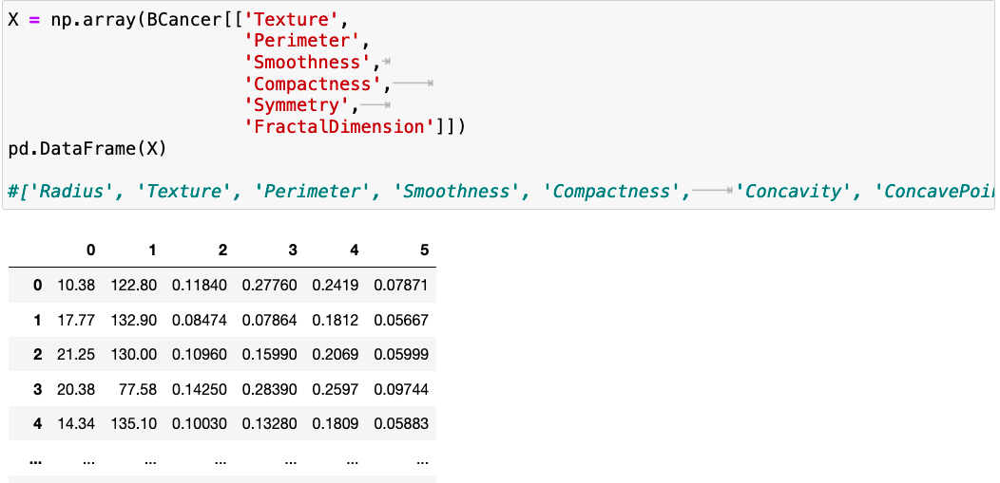 X = np.array(BCancer[['Texture',
'Perimeter',
'Smoothness',
'Compactness',
'Symmetry',
'FractalDimension']])
pd.DataFrame(X)
#['Radius', 'Texture', 'Perimeter', 'Smoothness', 'Compactness', 'Concavity', 'ConcavePoi
0 1 2 3 4 5
0 10.38 122.80 0.11840 0.27760 0.2419 0.07871
1 17.77 132.90 0.08474 0.07864 0.1812 0.05667
2 21.25 130.00 0.10960 0.15990 0.2069 0.05999
3 20.38 77.58 0.14250 0.28390 0.2597 0.09744
4 14.34 135.10 0.10030 0.13280 0.1809 0.05883
... ... ... ... ... ... ...